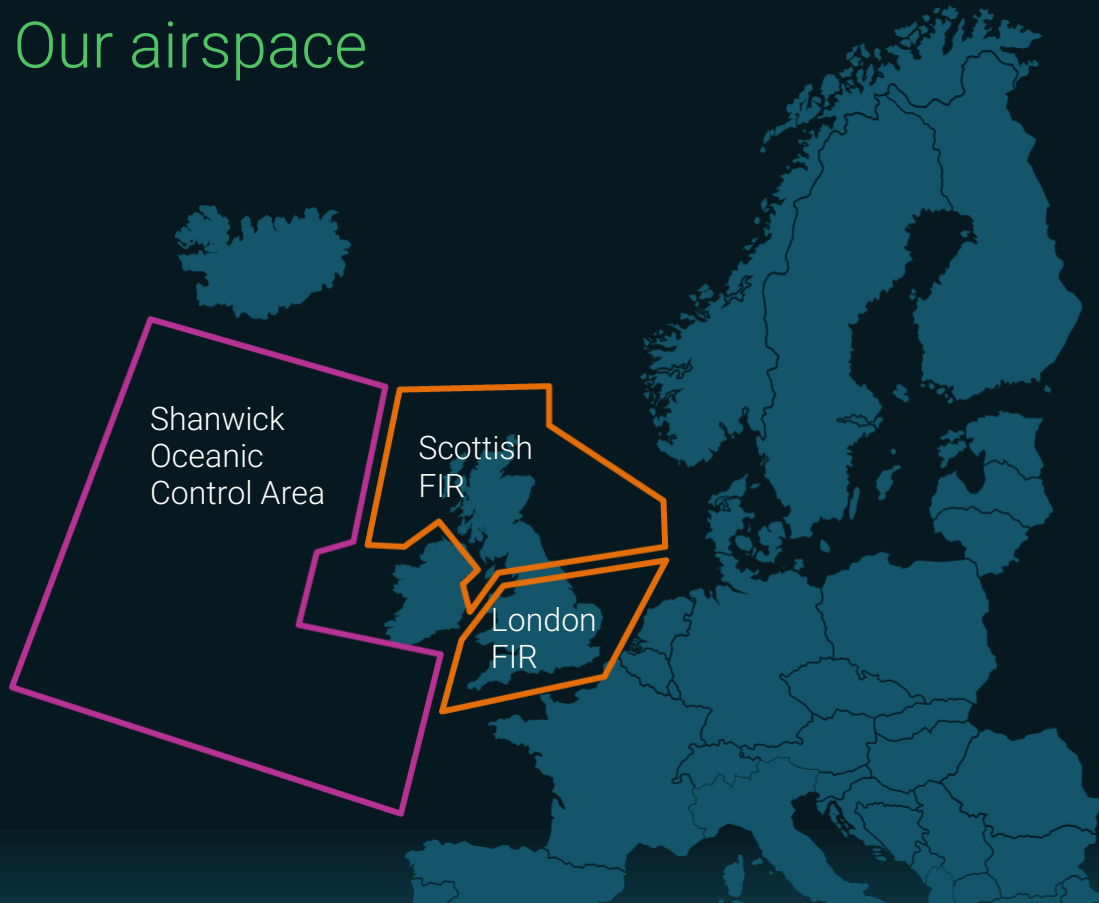 Our airspace
Shanwick
Oceanic
Control Area
Scottish
FIR
London
FIR